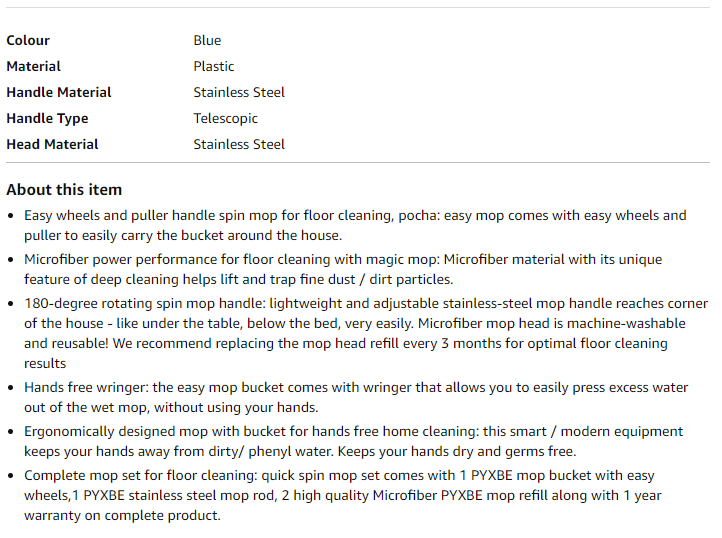 Colour Blue
Material Plastic
Handle Material Stainless Steel
Handle Type Telescopic
Head Material Stainless Steel
About this item
• Easy wheels and puller handle spin mop for floor cleaning, pocha: easy mop comes with easy wheels and
puller to easily carry the bucket around the house.
• Microfiber power performance for floor cleaning with magic mop: Microfiber material with its unique
feature of deep cleaning helps lift and trap fine dust / dirt particles.
• 180-degree rotating spin mop handle: lightweight and adjustable stainless-steel mop handle reaches corner
of the house - like under the table, below the bed, very easily. Microfiber mop head is machine-washable
and reusable! We recommend replacing the mop head refill every 3 months for optimal floor cleaning
results
• Hands free wringer: the easy mop bucket comes with wringer that allows you to easily press excess water
out of the wet mop, without using your hands.
• Ergonomically designed mop with bucket for hands free home cleaning: this smart / modern equipment
keeps your hands away from dirty/ phenyl water. Keeps your hands dry and germs free.
• Complete mop set for floor cleaning: quick spin mop set comes with 1 PYXBE mop bucket with easy
wheels,1 PYXBE stainless steel mop rod, 2 high quality Microfiber PYXBE mop refill along with 1 year
warranty on complete product.